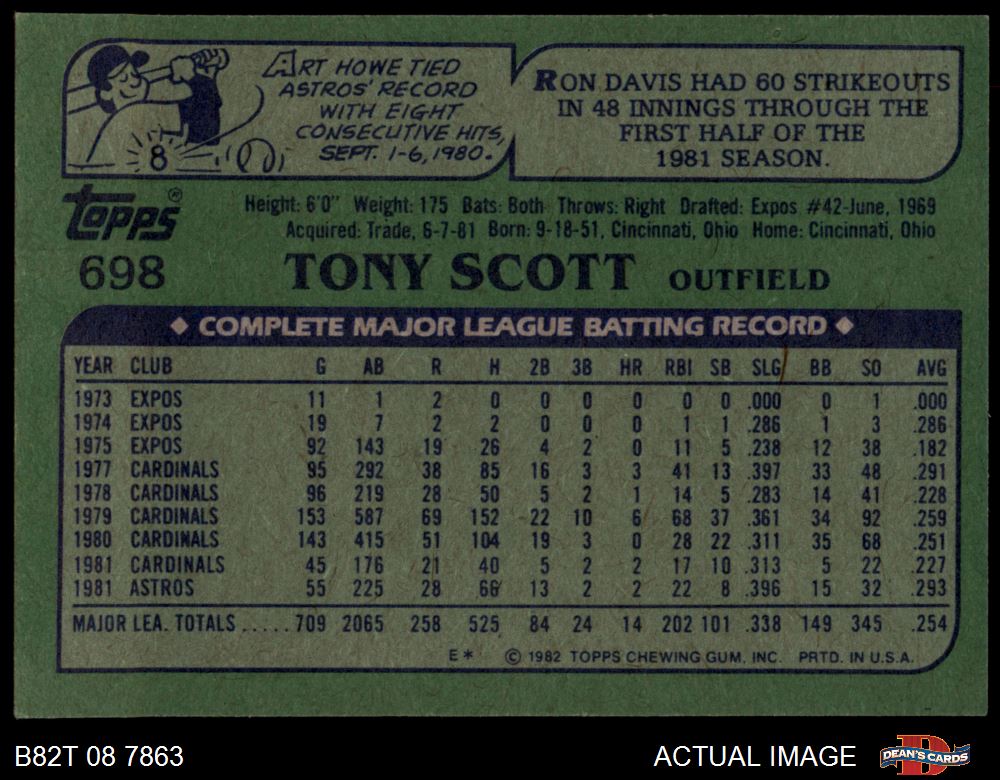 ART HOWE TIED
ASTROS' RECORD
WITH EIGHT
CONSECUTIVE HITS,
SEPT. 1-6, 1980.
8
RON DAVIS HAD 60 STRIKEOUTS
IN 48 INNINGS THROUGH THE
FIRST HALF OF THE
1981 SEASON.
Topps®
Height: 6'0" Weight: 175 Bats: Both Throws: Right Drafted: Expos #42-June, 1969
Acquired: Trade, 6-7-81 Born: 9-18-51, Cincinnati, Ohio Home: Cincinnati, Ohio
698 TONY SCOTT OUTFIELD
◆ COMPLETE MAJOR LEAGUE BATTING RECORD ◆
YEAR CLUB G AB R H 2B 3B HR RBI SB SLG BB SO AVG
1973 EXPOS 11 1 2 0 0 0 0 0 0 .000 0 1 .000
1974 EXPOS 19 7 2 2 0 0 0 1 1 .286 1 3 .286
1975 EXPOS 92 143 19 26 4 2 0 11 5 .238 12 38 .182
1977 CARDINALS 95 292 38 85 16 3 3 41 13 .397 33 48 .291
1978 CARDINALS 96 219 28 50 5 2 1 14 5 .283 14 41 .228
1979 CARDINALS 153 587 69 152 22 10 6 68 37 .361 34 92 .259
1980 CARDINALS 143 415 51 104 19 3 0 28 22 .311 35 68 .251
1981 CARDINALS 45 176 21 40 5 2 2 17 10 .313 5 22 .227
1981 ASTROS 55 225 28 66 13 2 2 22 8 .396 15 32 .293
MAJOR LEA. TOTALS.....709 2065 258 525 84 24 14 202 101 .338 149 345 .254
E* © 1982 TOPPS CHEWING GUM, INC. PRTD. IN U.S.A.
B82T 08 7863
ACTUAL IMAGE
DEAN'S CARDS